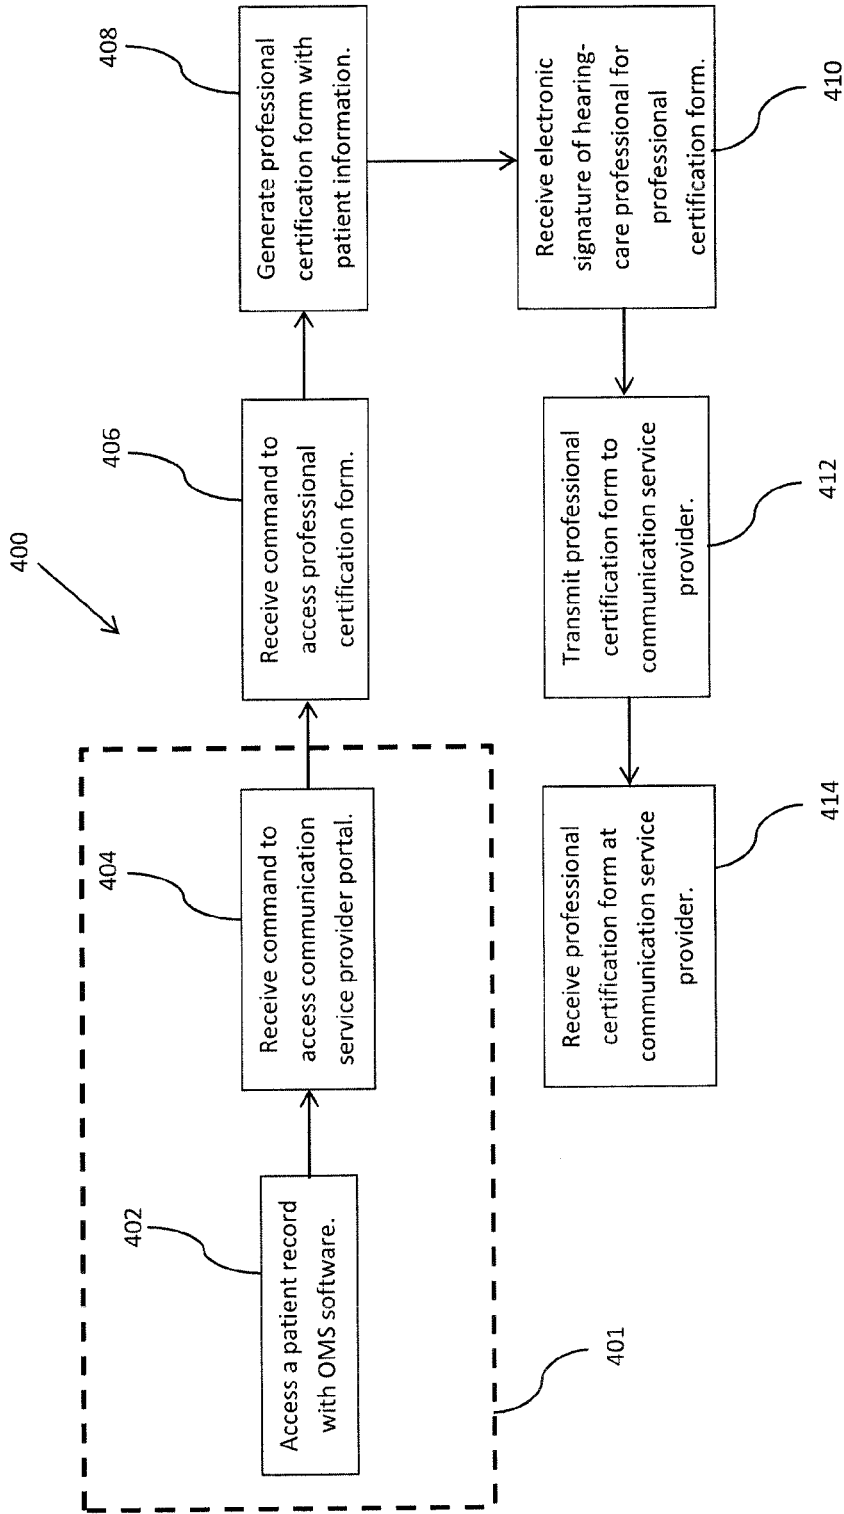 400
402
Access a patient record
with OMS software.
404
Receive command to
access communication
service provider portal.
406
Receive command to
access professional
certification form.
408
Generate professional
certification form with
patient information.
401
414
Receive professional
certification form at
communication service
provider.
412
Transmit professional
certification form to
communication service
provider.
410
Receive electronic
signature of hearing-
care professional for
professional
certification form.